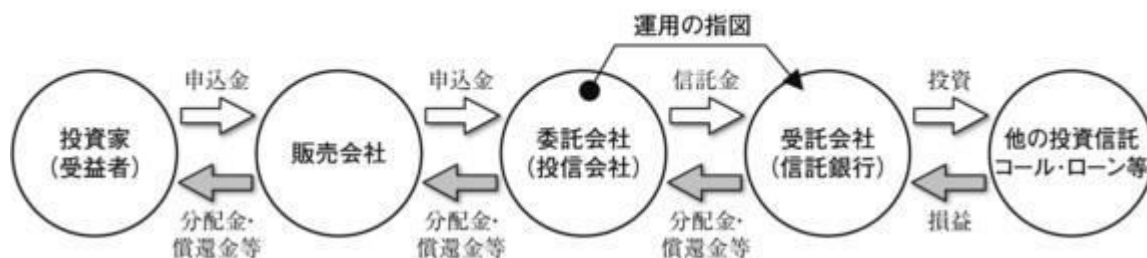 運用の指図
申込金
申込金
信託金
投資
投資家
(受益者)
販売会社
委託会社
(投信会社)
受託会社
(信託銀行)
他の投資信託
コール・ローン等
分配金・
償還金等
分配金・
償還金等
分配金・
償還金等
損益